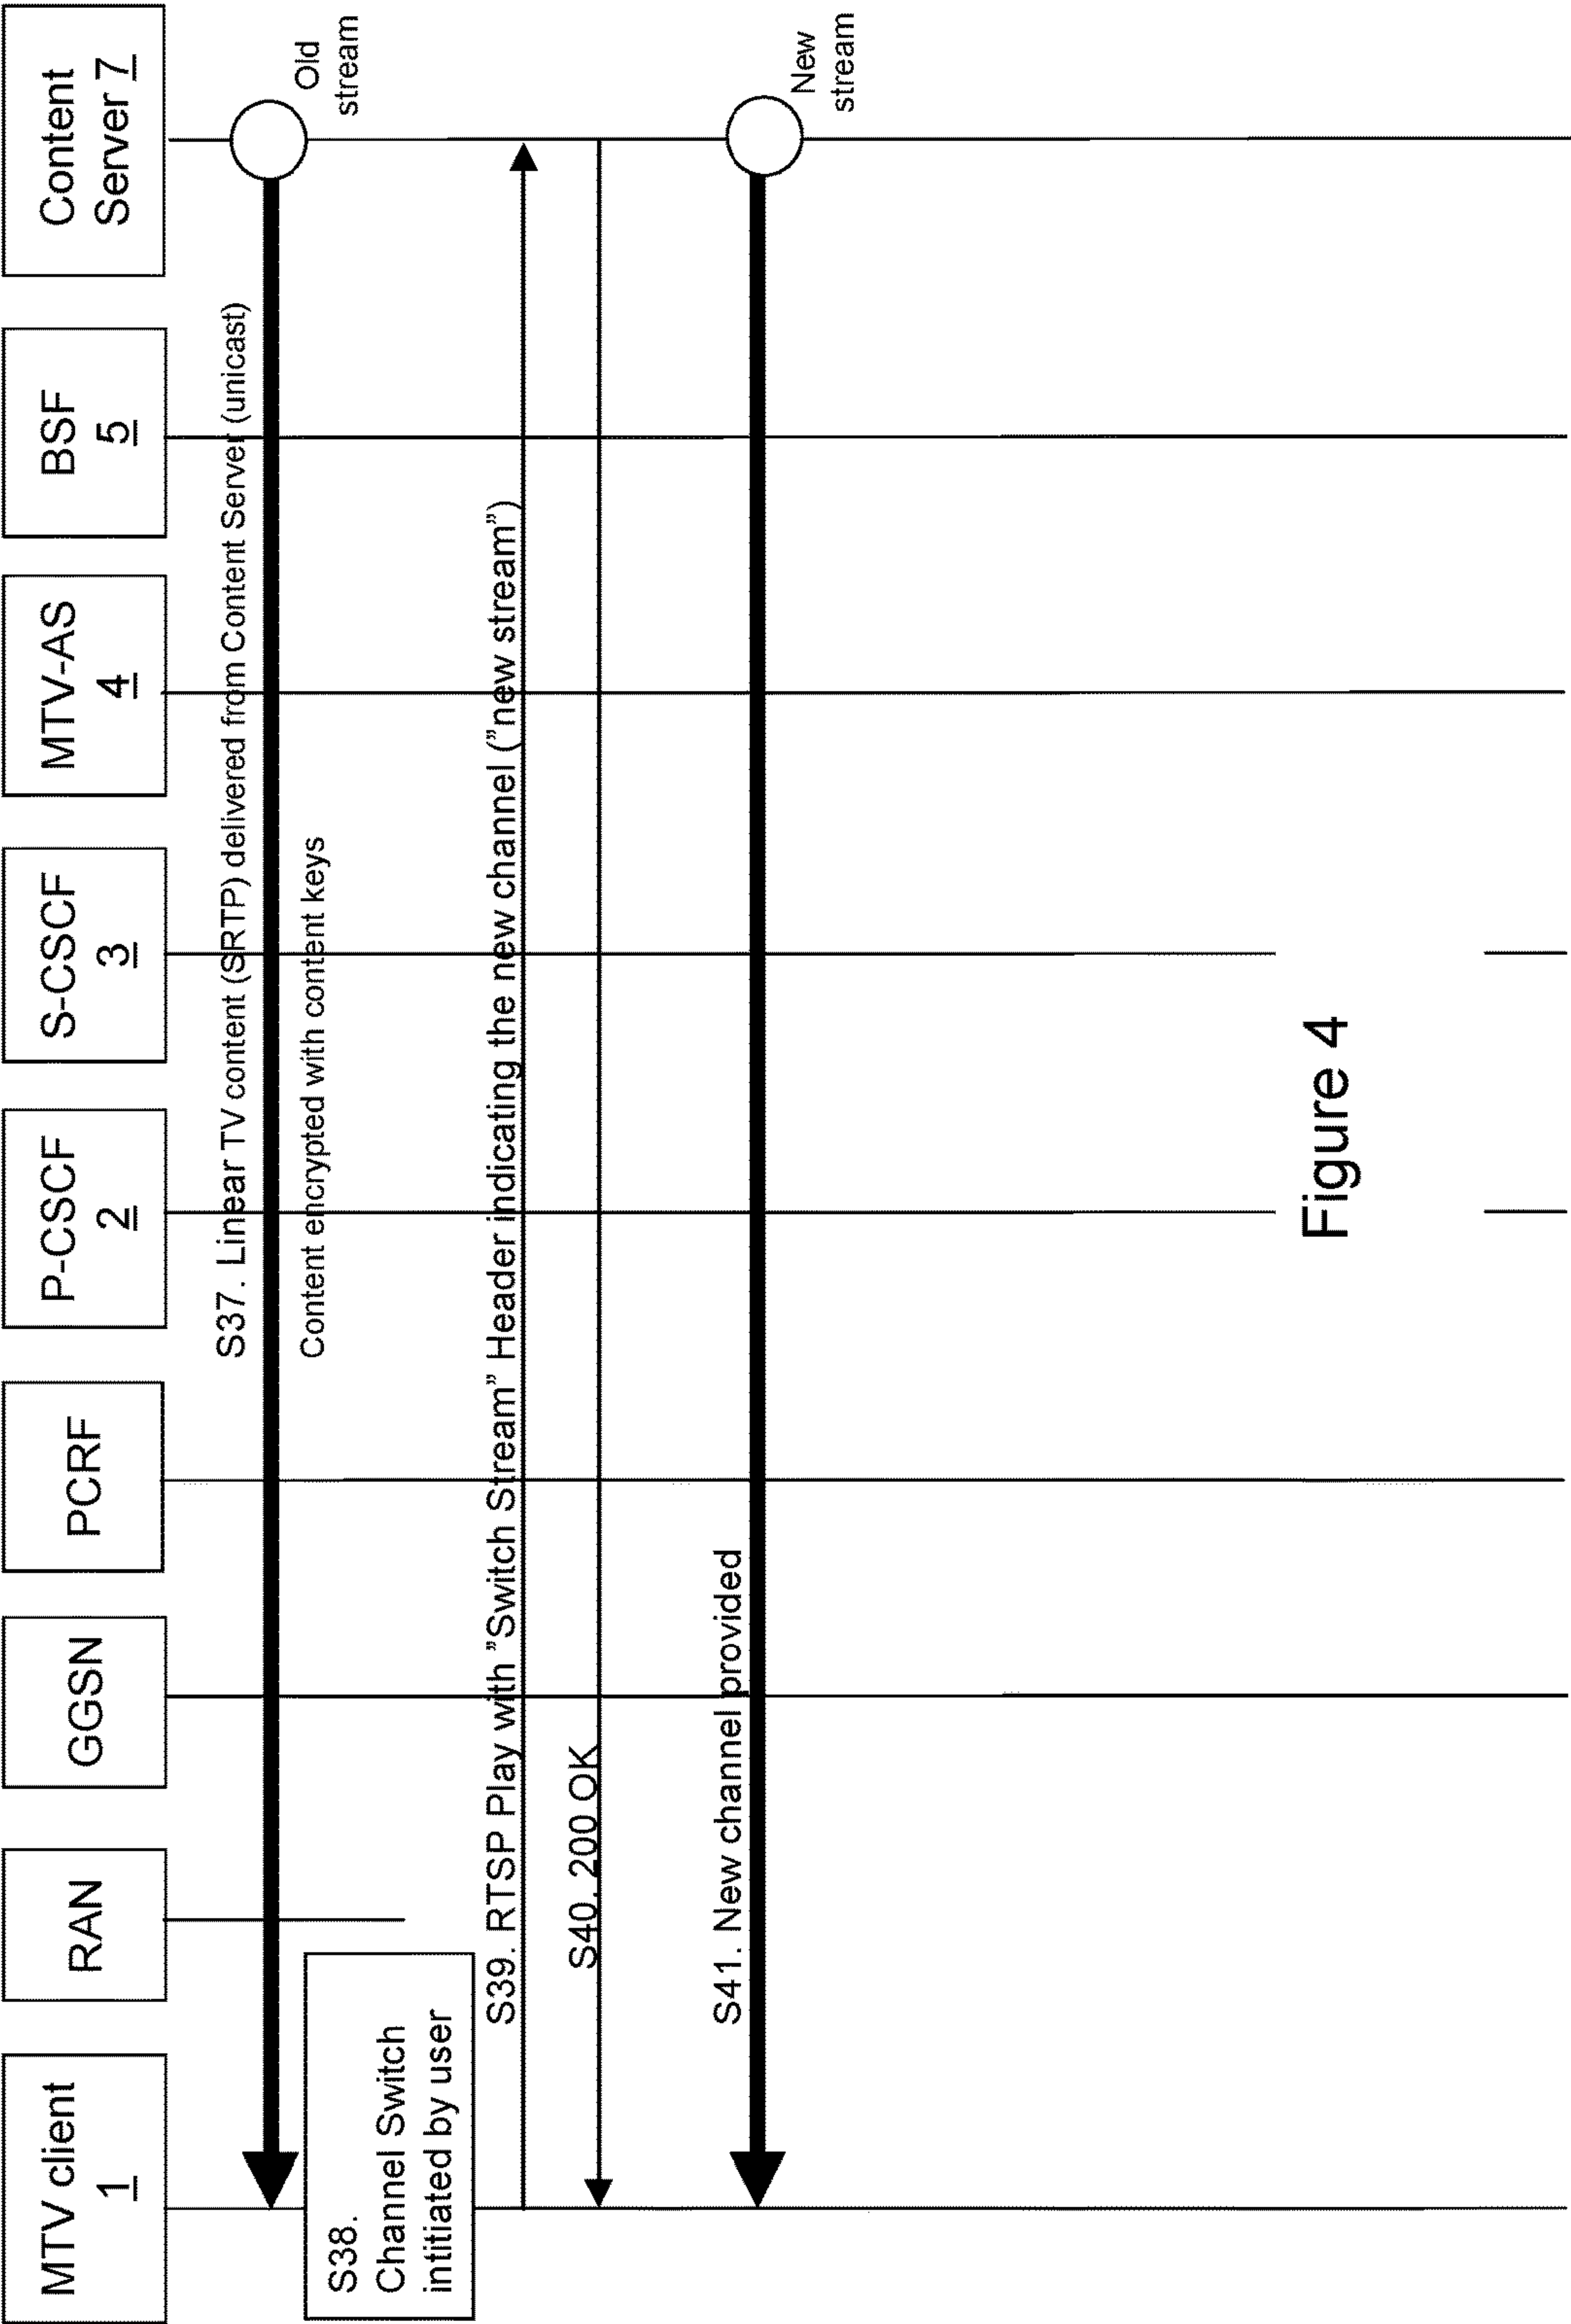 MTV client
1
RAN
GGSN
PCRF
P-CSCF
2
S-CSCF
3
MTV-AS
4
BSF
5
Content
Server 7
S37. Linear TV content (SRTP) delivered from Content Server (unicast)
Content encrypted with content keys
Old
stream
S38.
Channel Switch
intitiated by user
S39. RTSP Play with ”Switch Stream” Header indicating the new channel (”new stream”)
S40. 200 OK
S41. New channel provided
New
stream
Figure 4